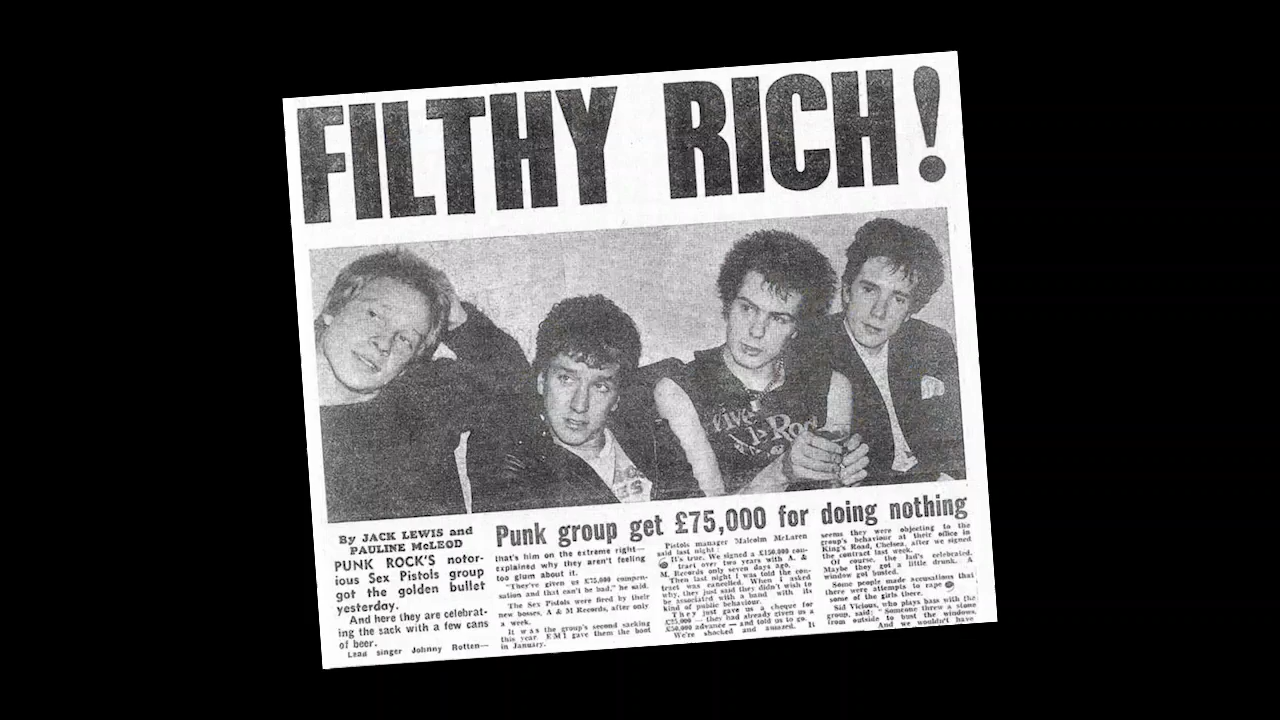 FILTHY RICH!
Vive
is Roc
Punk group get £75,000 for doing nothing
By JACK LEWIS and
PAULINE McLEOD
PUNK ROCK'S notor-
ious Sex Pistols group
got the golden bullet
yesterday.
And here they are celebrat-
ing the sack with a few cans
of beer.
Lead singer Johnny Rotten—
that's him on the extreme right—
explained why they aren't feeling
too glum about it.
"They've given us £75,000 compen-
sation and that can't be bad," he said.
The Sex Pistols were fired by their
new bosses, A & M Records, after only
a week.
It was the group's second sacking
this year. EMI gave them the boot
in January.
Pistols manager Malcolm McLaren
said last night:
It's true. We signed a £150,000 con-
tract over two years with A. &
M. Records only seven days ago.
Then last night I was told the con-
tract was cancelled. When I asked
why, they just said they didn't wish to
be associated with a band with its
kind of public behaviour.
They just gave us a cheque for
£25,000 — they had already given us a
£50,000 advance — and told us to go.
We're shocked and amazed. It
seems they were objecting to the
group's behaviour at their office in
King's Road, Chelsea, after we signed
the contract last week.
Of course, the lads celebrated.
Maybe they got a little drunk. A
window got busted.
Some people made accusations that
there were attempts to rape
some of the girls there.
Sid Vicious, who plays bass with the
group, said: "Someone threw a stone
from outside to bust the windows.
And we wouldn't have